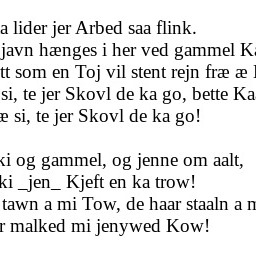 a lider jer Arbed saa flink.
javn hænges i her ved gammel K
tt som en Toj vil stent rejn fræ æ
si, te jer Skovl de ka go, bette Ka
æ si, te jer Skovl de ka go!
ki og gammel, og jenne om aalt,
ki _jen_ Kjeft en ka trow!
tawn a mi Tow, de haar staaln a m
r malked mi jenywed Kow!